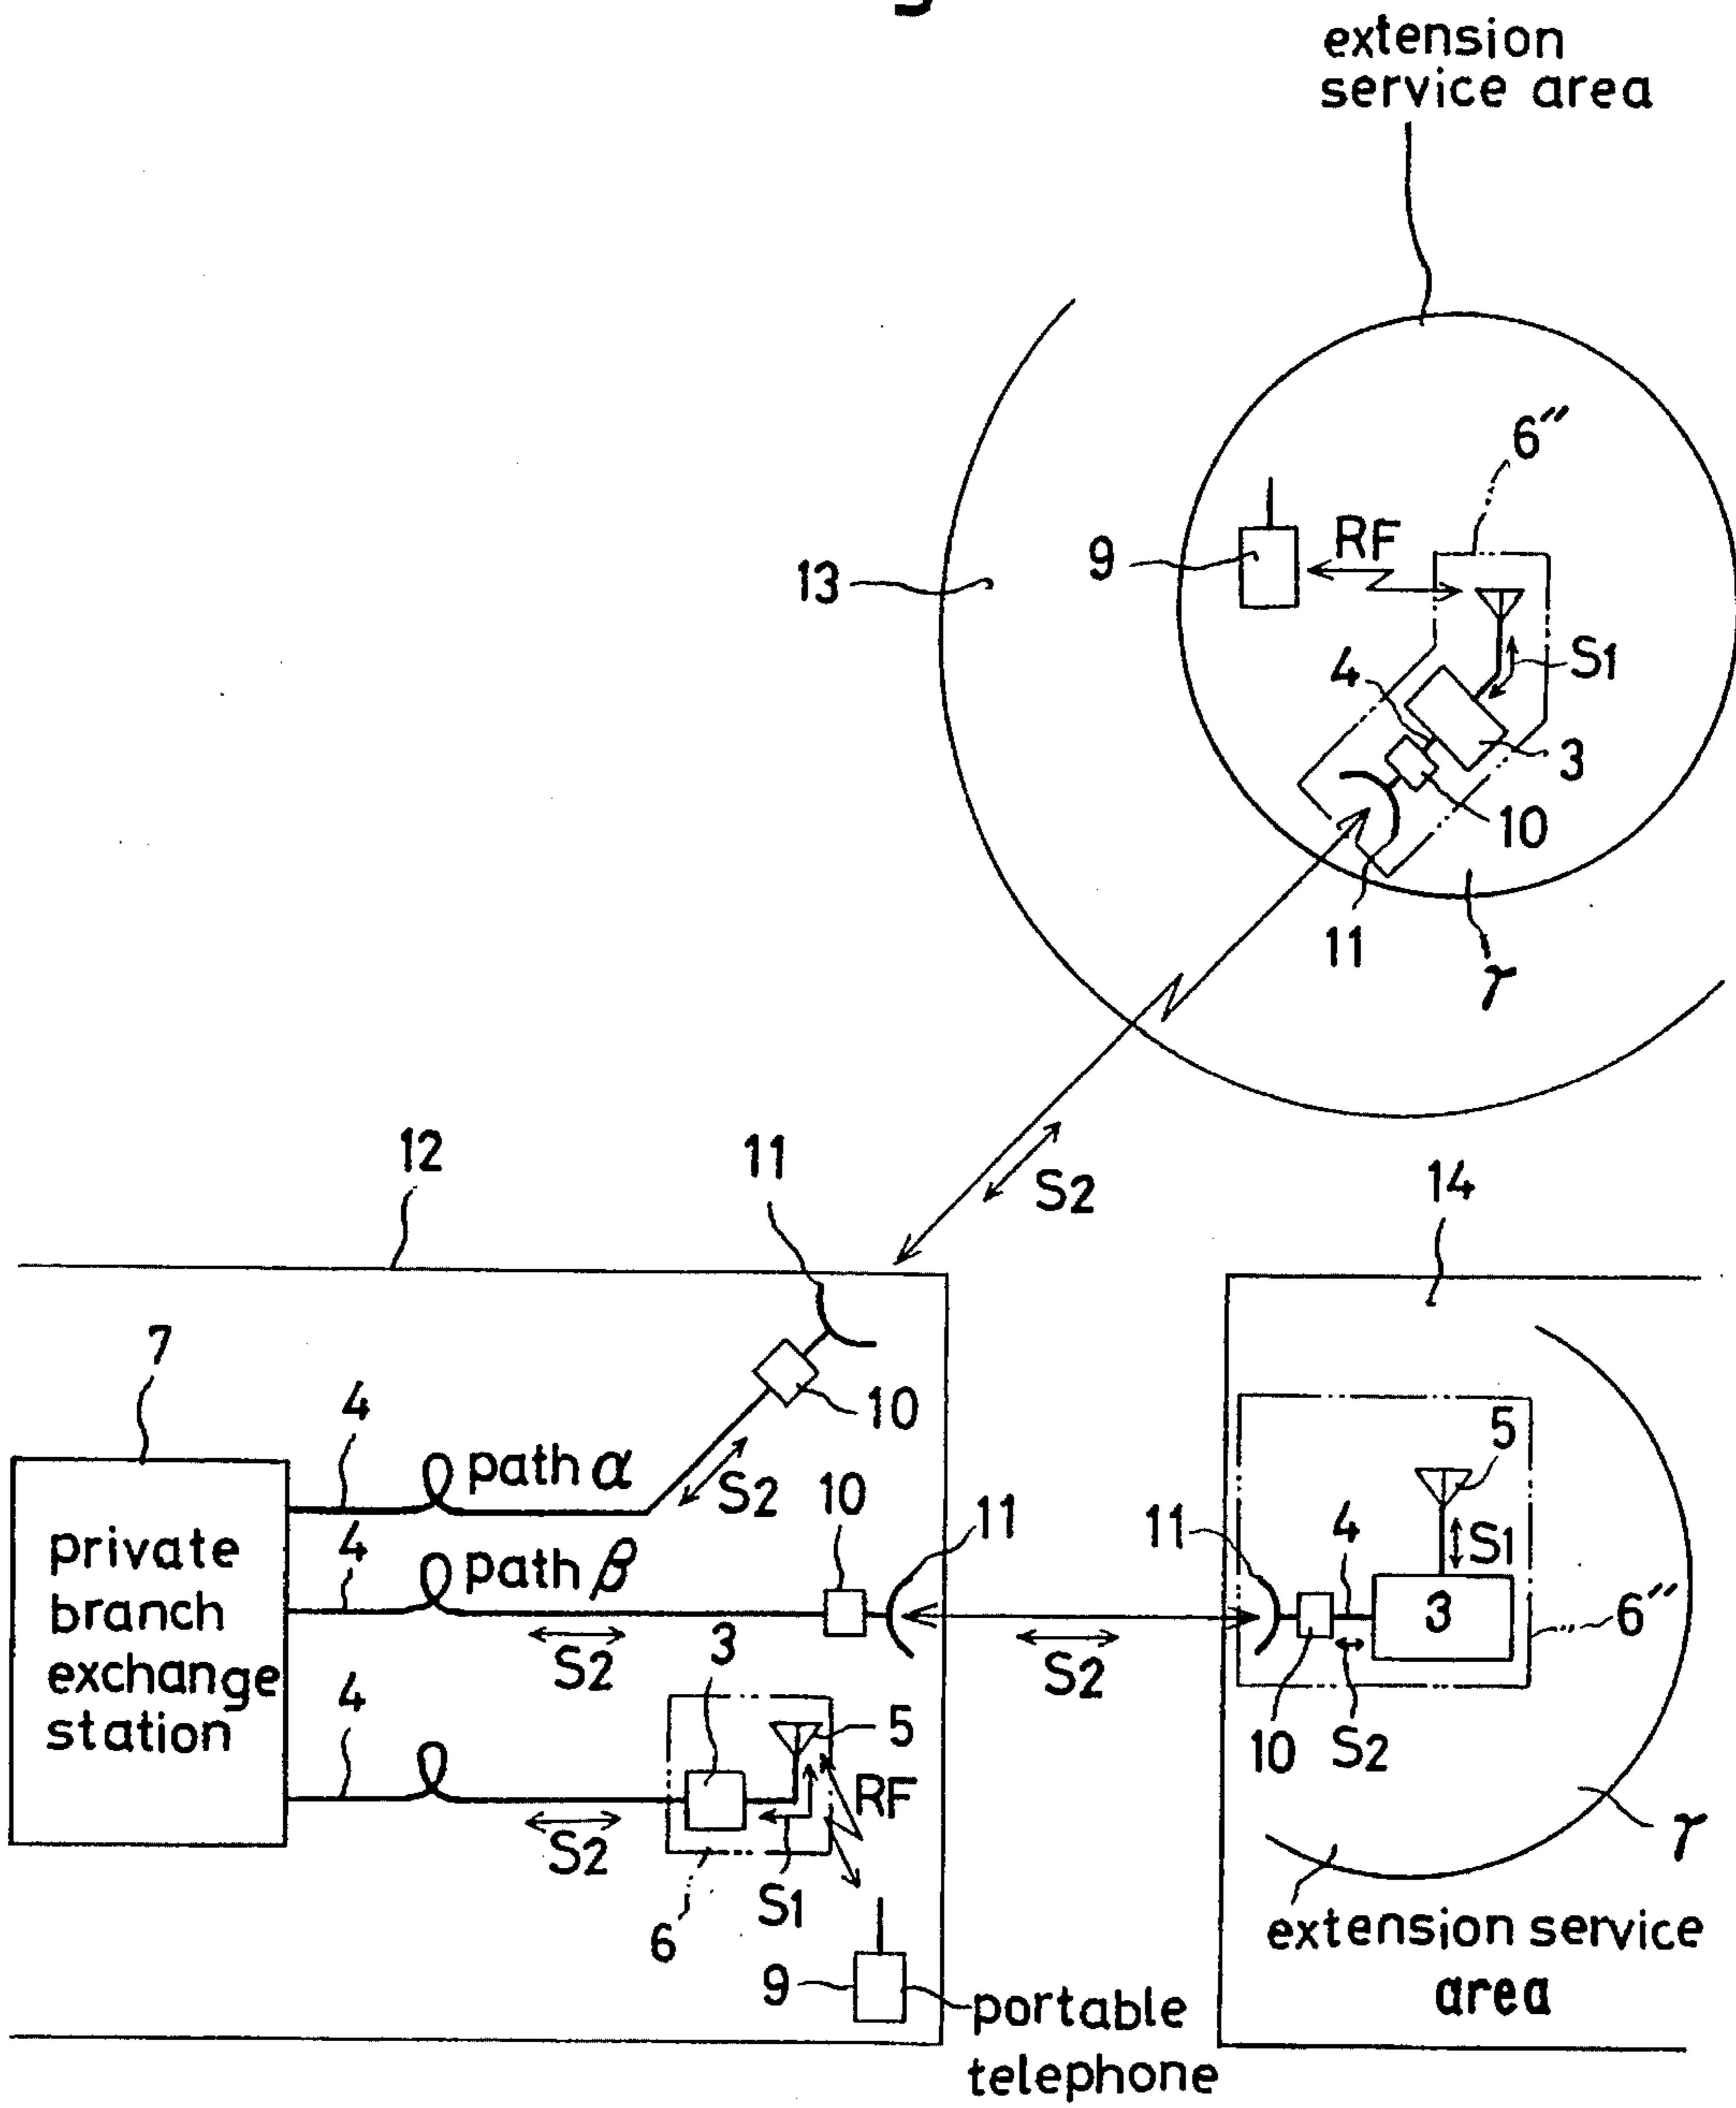 extension
service area
6″
RF
9
13
S1
4
3
10
11
γ
S2
12
11
14
7
10
4
path α
S2
10
11
5
4
path β
11
4
S1
private
branch
exchange
station
3
6″
S2
3
S2
10
S2
4
5
RF
γ
S2
S1
6
extension service
area
9
portable
telephone